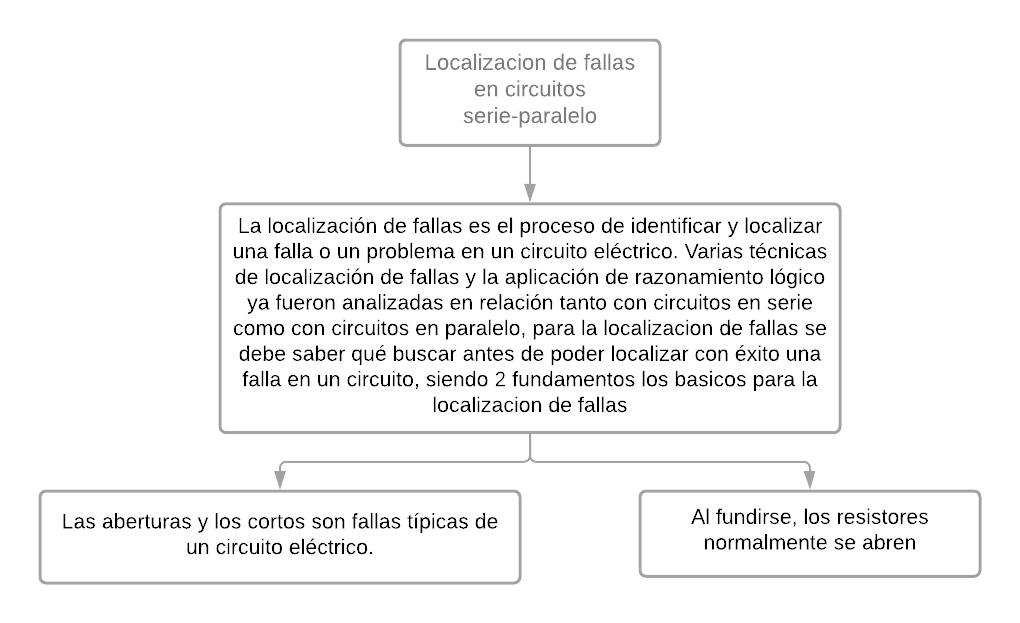 Localizacion de fallas
en circuitos
serie-paralelo
La localización de fallas es el proceso de identificar y localizar
una falla o un problema en un circuito eléctrico. Varias técnicas
de localización de fallas y la aplicación de razonamiento lógico
ya fueron analizadas en relación tanto con circuitos en serie
como con circuitos en paralelo, para la localizacion de fallas se
debe saber qué buscar antes de poder localizar con éxito una
falla en un circuito, siendo 2 fundamentos los basicos para la
localizacion de fallas
Las aberturas y los cortos son fallas típicas de
un circuito eléctrico.
Al fundirse, los resistores
normalmente se abren